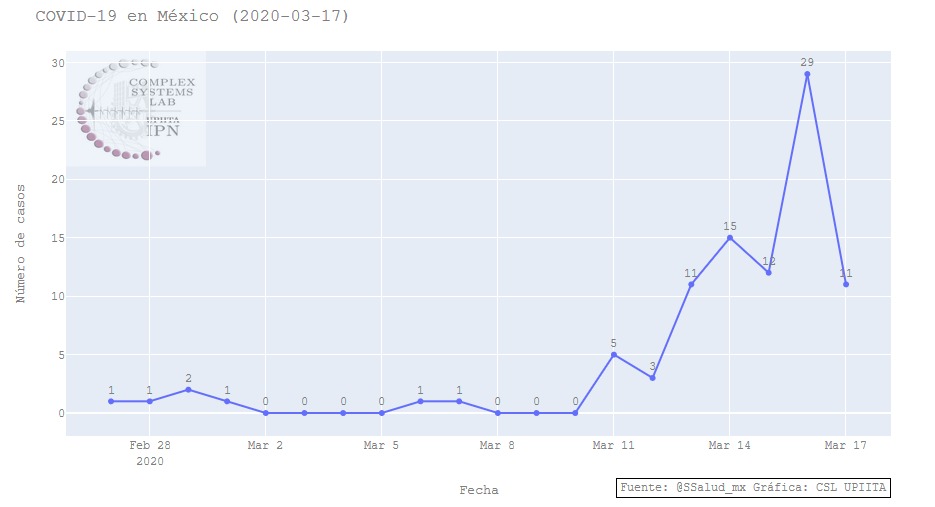 COVID-19 en México (2020-03-17)
COMPLEX
SYSTEMS
LAB
UPIITA
IPN
30
25
20
15
10
5
0
Número de casos
1
1
2
1
0
0
0
0
1
1
0
0
0
5
3
11
15
12
29
11
Feb 28
2020
Mar 2
Mar 5
Mar 8
Mar 11
Mar 14
Mar 17
Fecha
Fuente: @SSalud_mx Gráfica: CSL UPIITA